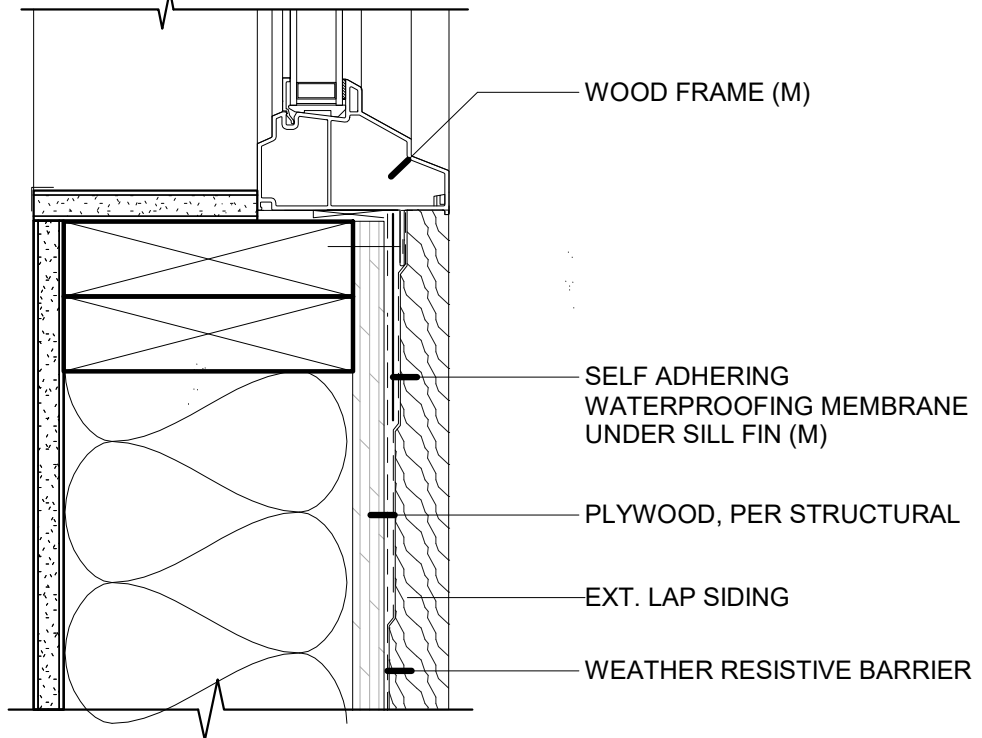 WOOD FRAME (M)
SELF ADHERING
WATERPROOFING MEMBRANE
UNDER SILL FIN (M)
PLYWOOD, PER STRUCTURAL
EXT. LAP SIDING
WEATHER RESISTIVE BARRIER